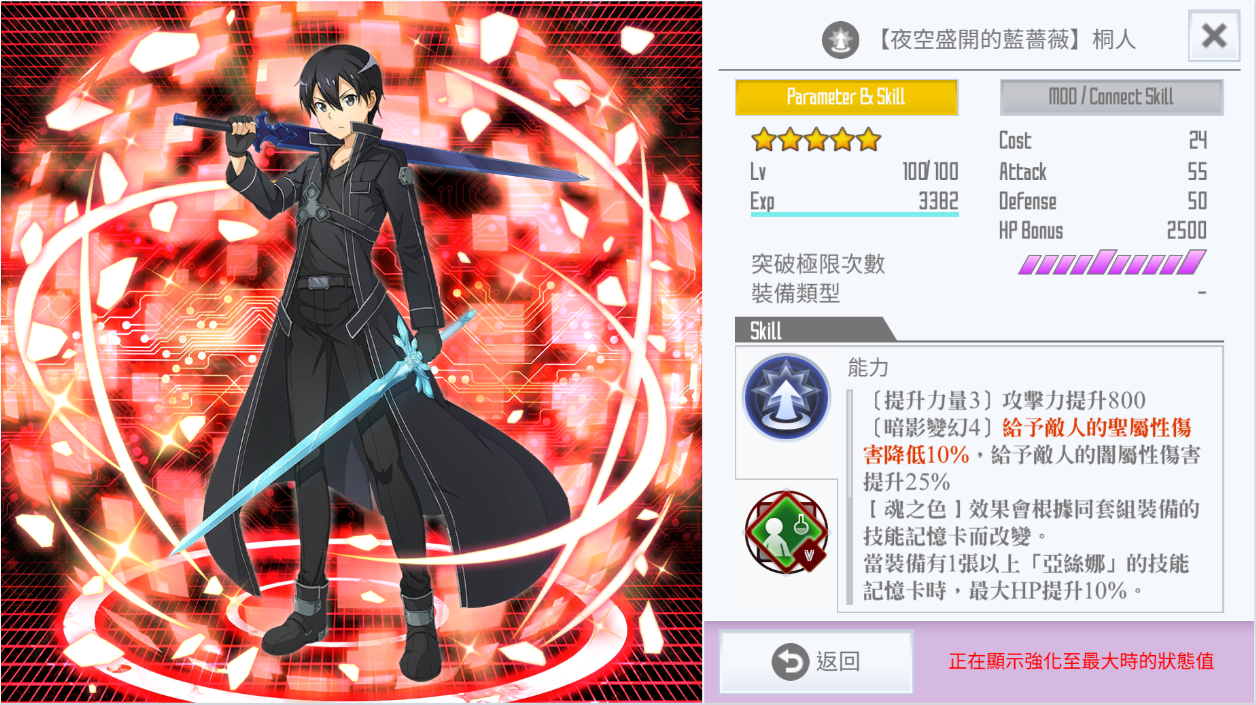 【夜空盛開的藍薔薇】桐人
Parameter & Skill
MOD / Connect Skill
Lv 100/100
Exp 3382
Cost 24
Attack 55
Defense 50
HP Bonus 2500
突破極限次數
裝備類型 -
Skill
能力
〔提升力量3〕攻擊力提升800
〔暗影變幻4〕給予敵人的聖屬性傷
害降低10%，給予敵人的闇屬性傷害
提升25%
【魂之色】效果會根據同套組裝備的
技能記憶卡而改變。
當裝備有1張以上「亞絲娜」的技能
記憶卡時，最大HP提升10%。
V
返回
正在顯示強化至最大時的狀態值